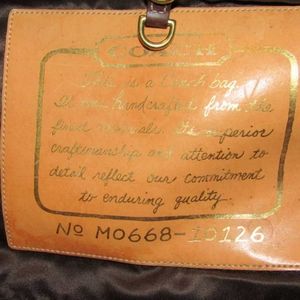 This is a Coach bag.
It was handcrafted from the
finest materials. Its superior
craftsmanship and attention to
detail reflect our commitment
to enduring quality.
No M0668-10126